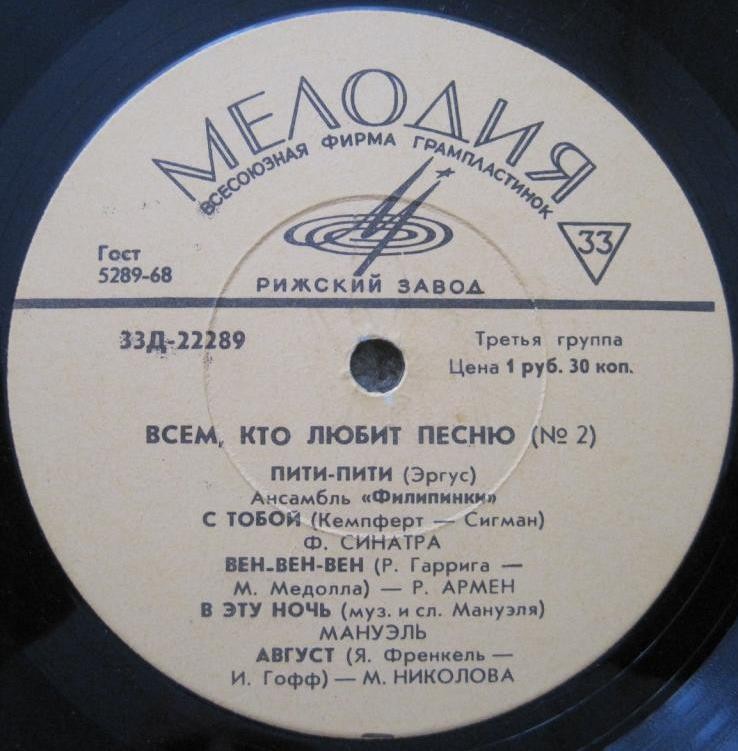 МЕЛОДИЯ
ВСЕСОЮЗНАЯ ФИРМА ГРАМПЛАСТИНОК
33
Гост
5289-68
РИЖСКИЙ ЗАВОД
33Д-22289
Третья группа
Цена 1 руб. 30 коп.
ВСЕМ, КТО ЛЮБИТ ПЕСНЮ (№ 2)
ПИТИ-ПИТИ (Эргус)
Ансамбль «Филипинки»
С ТОБОЙ (Кемпферт — Сигман)
Ф. СИНАТРА
ВЕН-ВЕН-ВЕН (Р. Гаррига —
М. Медолла) — Р. АРМЕН
В ЭТУ НОЧЬ (муз. и сл. Мануэля)
МАНУЭЛЬ
АВГУСТ (Я. Френкель —
И. Гофф) — М. НИКОЛОВА